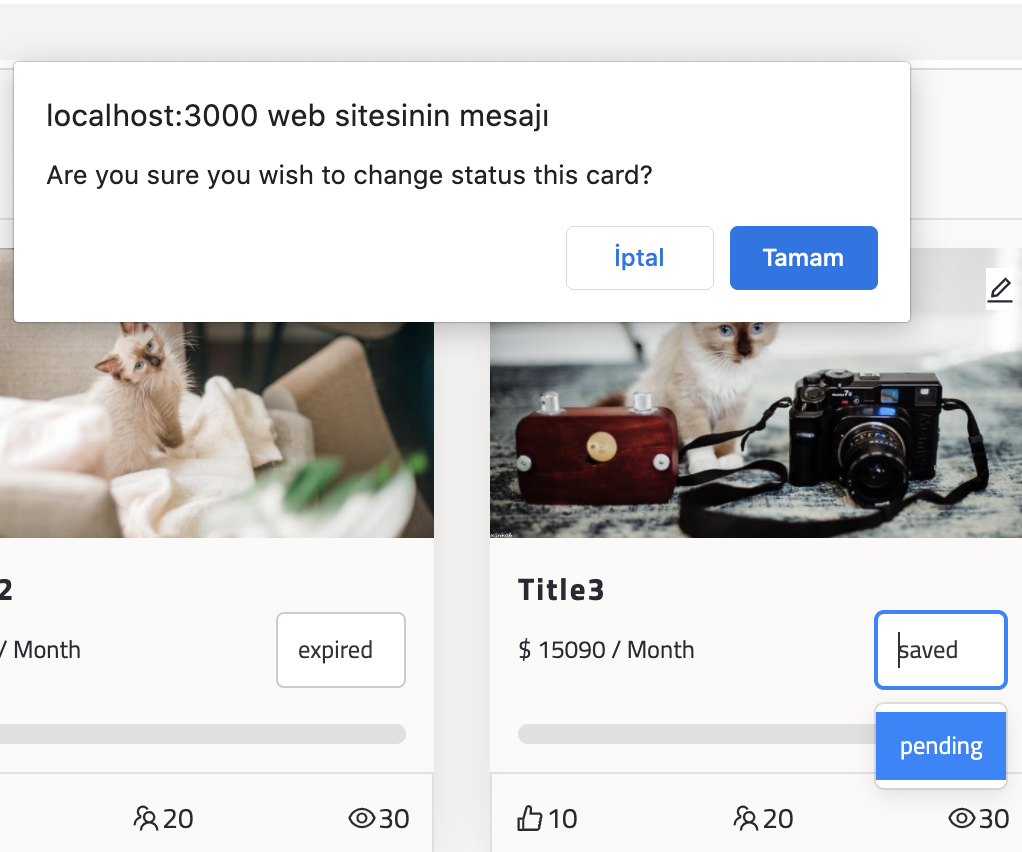 localhost:3000 web sitesinin mesajı
Are you sure you wish to change status this card?
İptal
Tamam
2
/ Month
expired
20
30
Title3
$ 15090 / Month
saved
pending
10
20
30